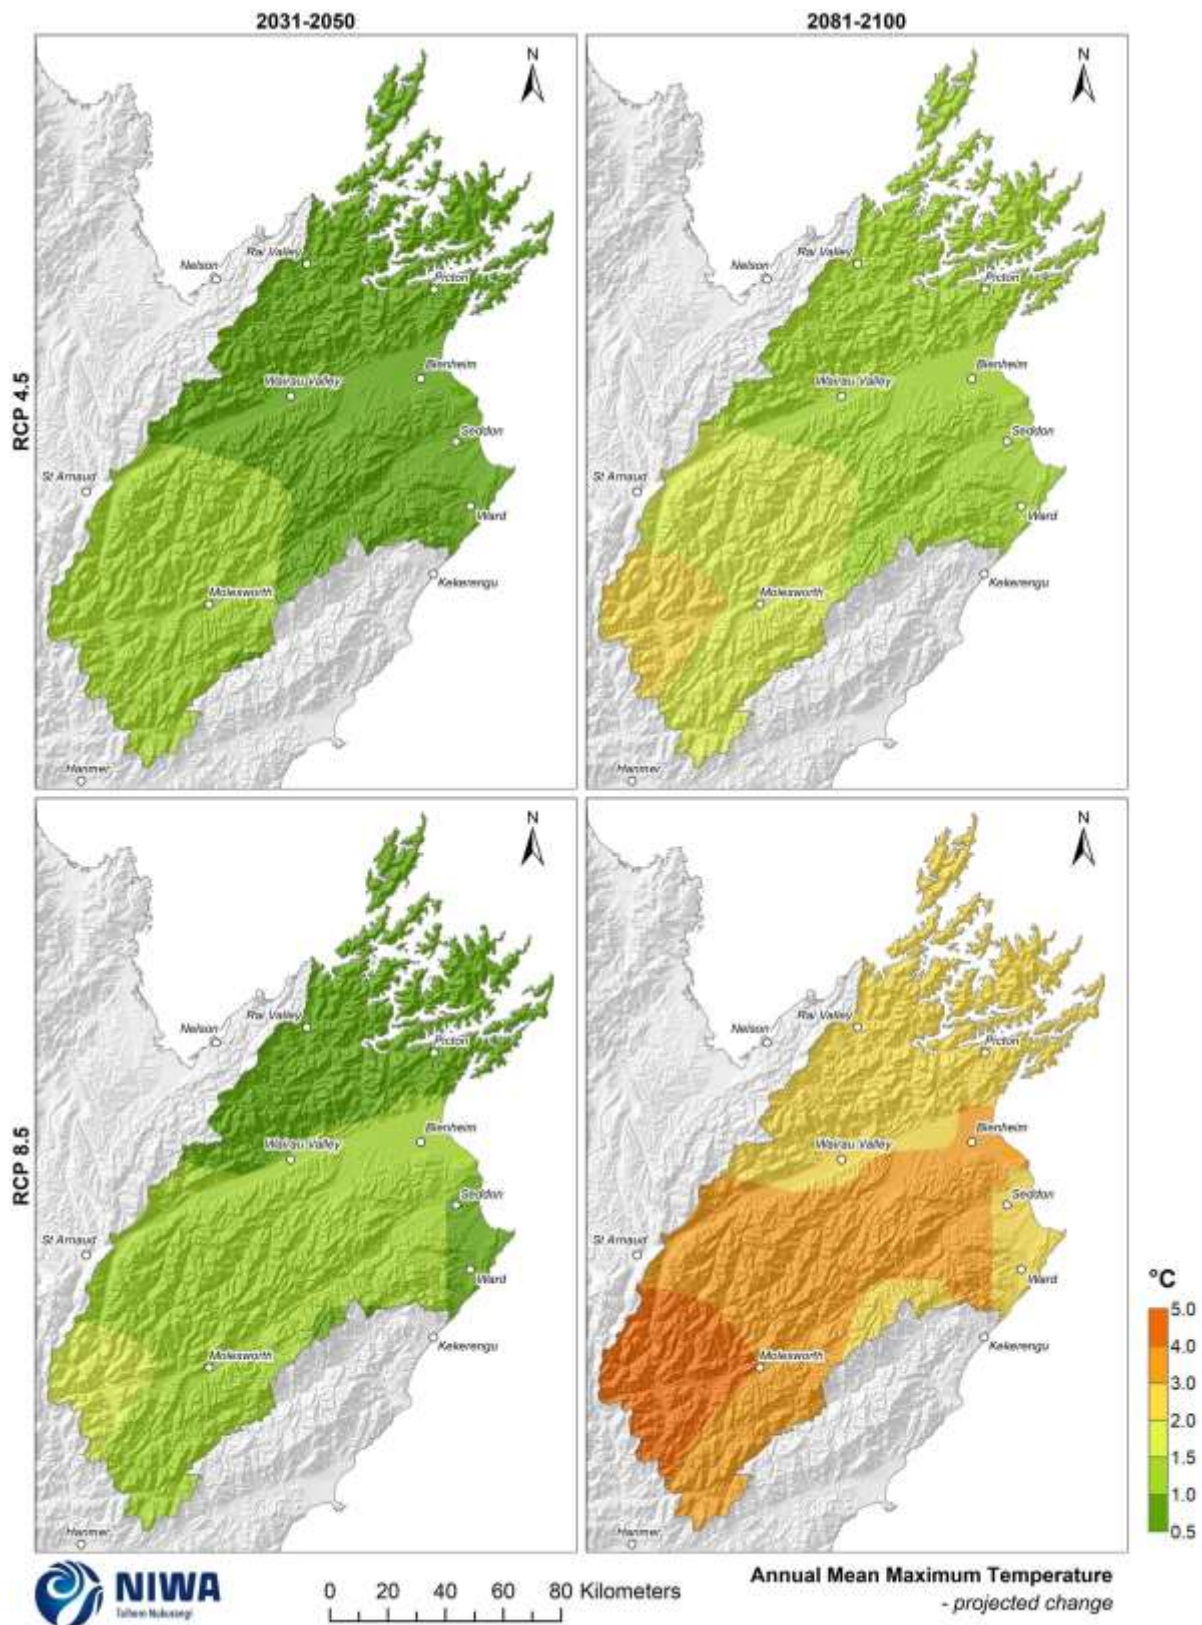 2031-2050
2081-2100
RCP 4.5
N
Rai Valley
Nelson
Picton
Blenheim
Wairau Valley
Seddon
St Arnaud
Ward
Kekerengu
Molesworth
Hanmer
N
Rai Valley
Nelson
Picton
Blenheim
Wairau Valley
Seddon
St Arnaud
Ward
Kekerengu
Molesworth
Hanmer
RCP 8.5
N
Rai Valley
Nelson
Picton
Blenheim
Wairau Valley
Seddon
St Arnaud
Ward
Kekerengu
Molesworth
Hanmer
N
Rai Valley
Nelson
Picton
Blenheim
Wairau Valley
Seddon
St Arnaud
Ward
Kekerengu
Molesworth
Hanmer
°C
5.0
4.0
3.0
2.0
1.5
1.0
0.5
NIWA
Taihoro Nukurangi
0 20 40 60 80 Kilometers
Annual Mean Maximum Temperature
- projected change